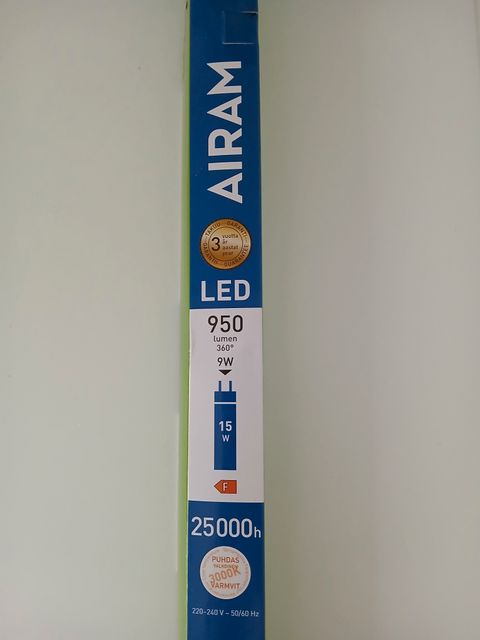 AIRAM
TAKUU · GARANTI
3
vuotta
år
aastat
year
GARANTII · GUARANTEE
LED
950
lumen
360°
9W
15
W
F
25000h
PUHDAS
VALKOINEN
3000K
VARMVIT
220-240 V ~ 50/60 Hz